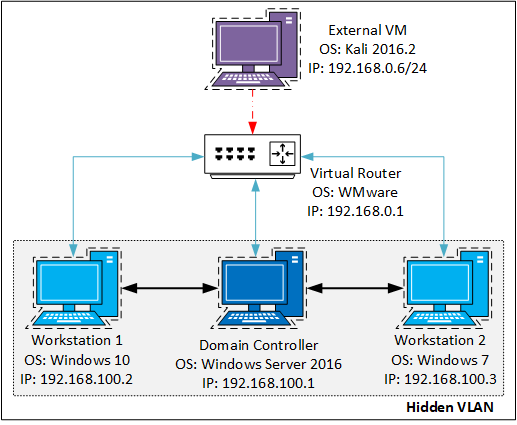 External VM
OS: Kali 2016.2
IP: 192.168.0.6/24
Virtual Router
OS: WMware
IP: 192.168.0.1
Workstation 1
OS: Windows 10
IP: 192.168.100.2
Domain Controller
OS: Windows Server 2016
IP: 192.168.100.1
Workstation 2
OS: Windows 7
IP: 192.168.100.3
Hidden VLAN